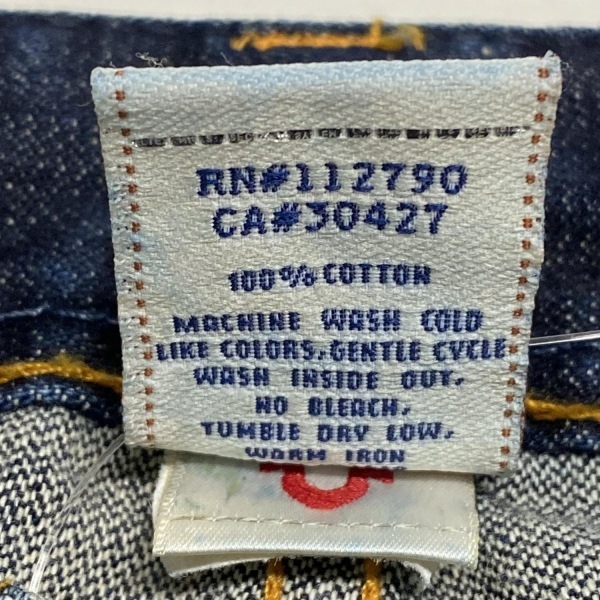 RN#112790
CA#30427
100% COTTON
MACHINE WASH COLD
LIKE COLORS, GENTLE CYCLE
WASH INSIDE OUT,
NO BLEACH,
TUMBLE DRY LOW,
WARM IRON